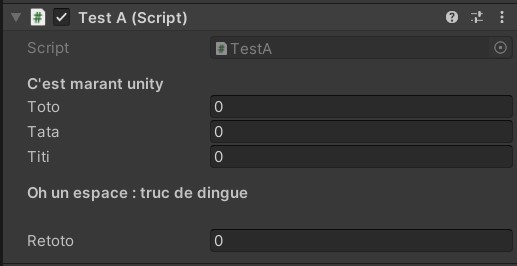 Test A (Script)
Script TestA
C'est marant unity
Toto 0
Tata 0
Titi 0
Oh un espace : truc de dingue
Retoto 0